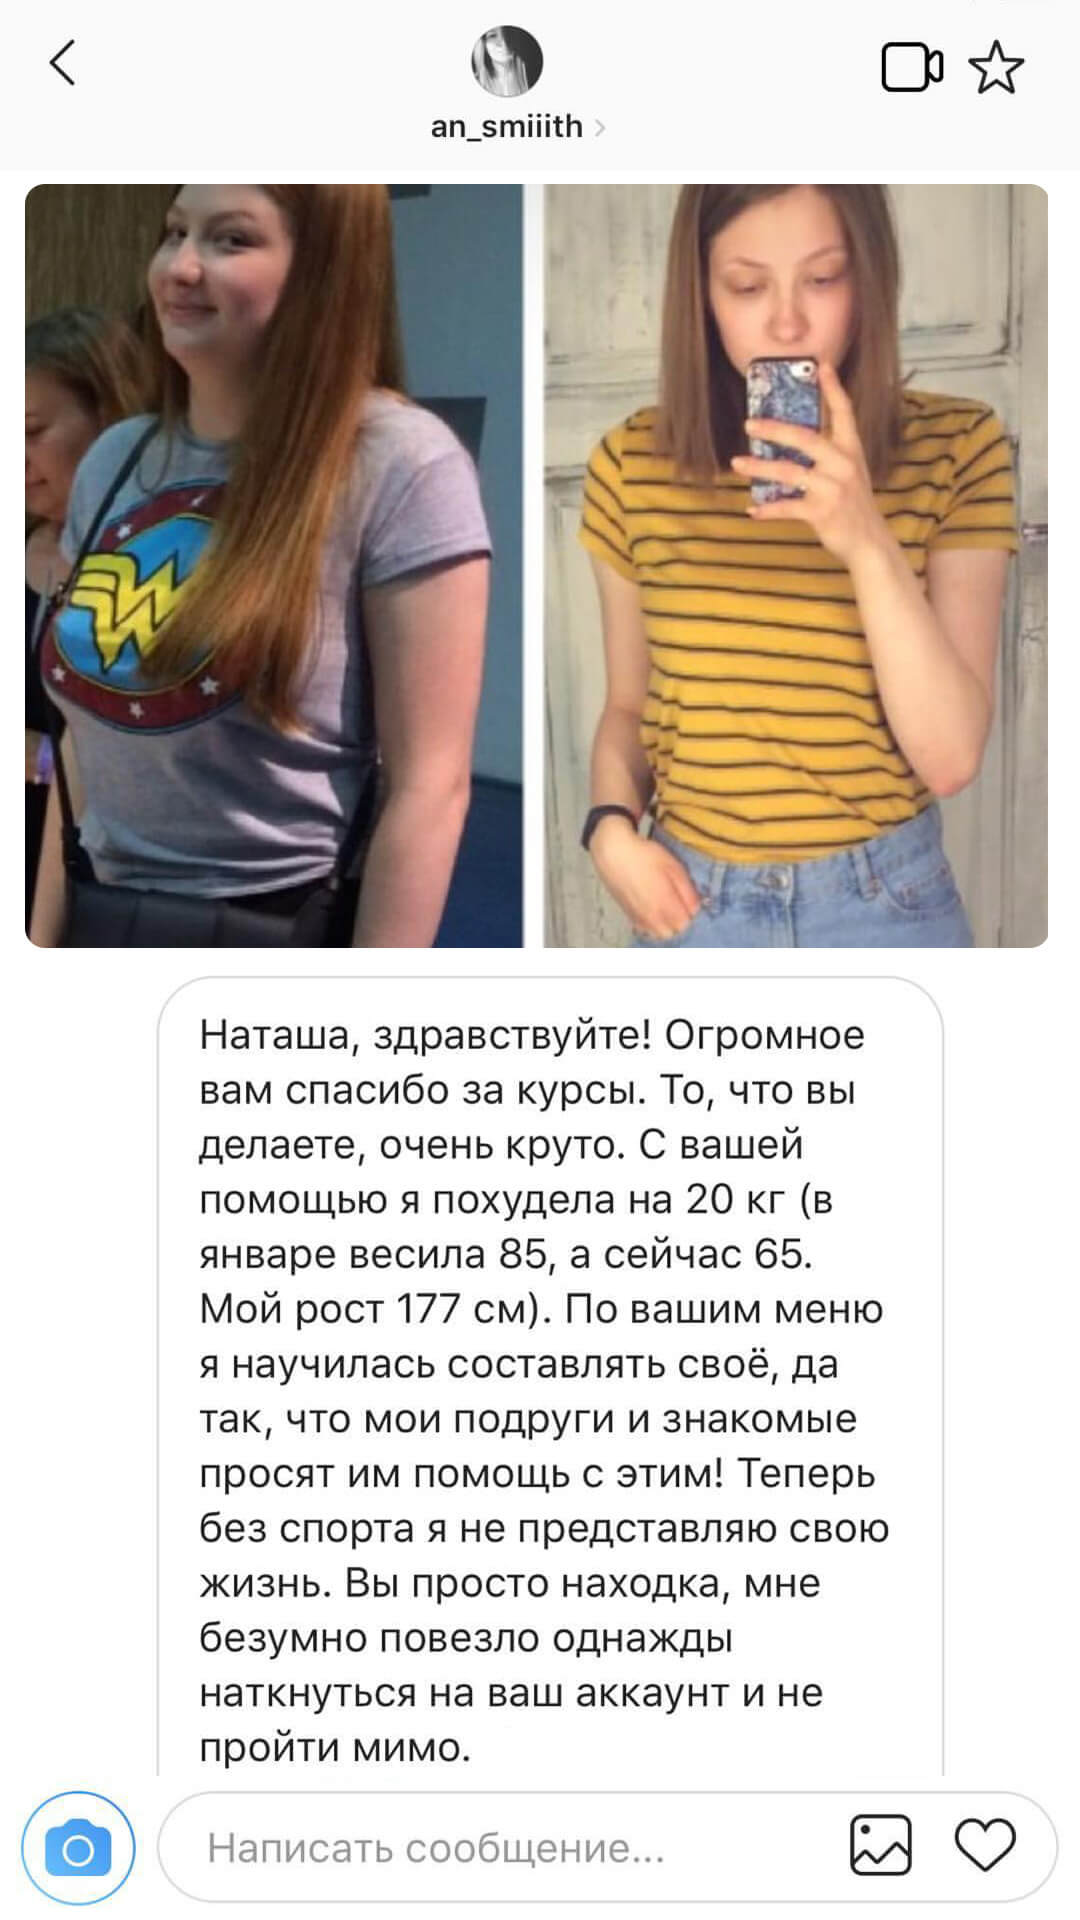 an_smiiith
Наташа, здравствуйте! Огромное
вам спасибо за курсы. То, что вы
делаете, очень круто. С вашей
помощью я похудела на 20 кг (в
январе весила 85, а сейчас 65.
Мой рост 177 см). По вашим меню
я научилась составлять своё, да
так, что мои подруги и знакомые
просят им помощь с этим! Теперь
без спорта я не представляю свою
жизнь. Вы просто находка, мне
безумно повезло однажды
наткнуться на ваш аккаунт и не
пройти мимо.
Написать сообщение...